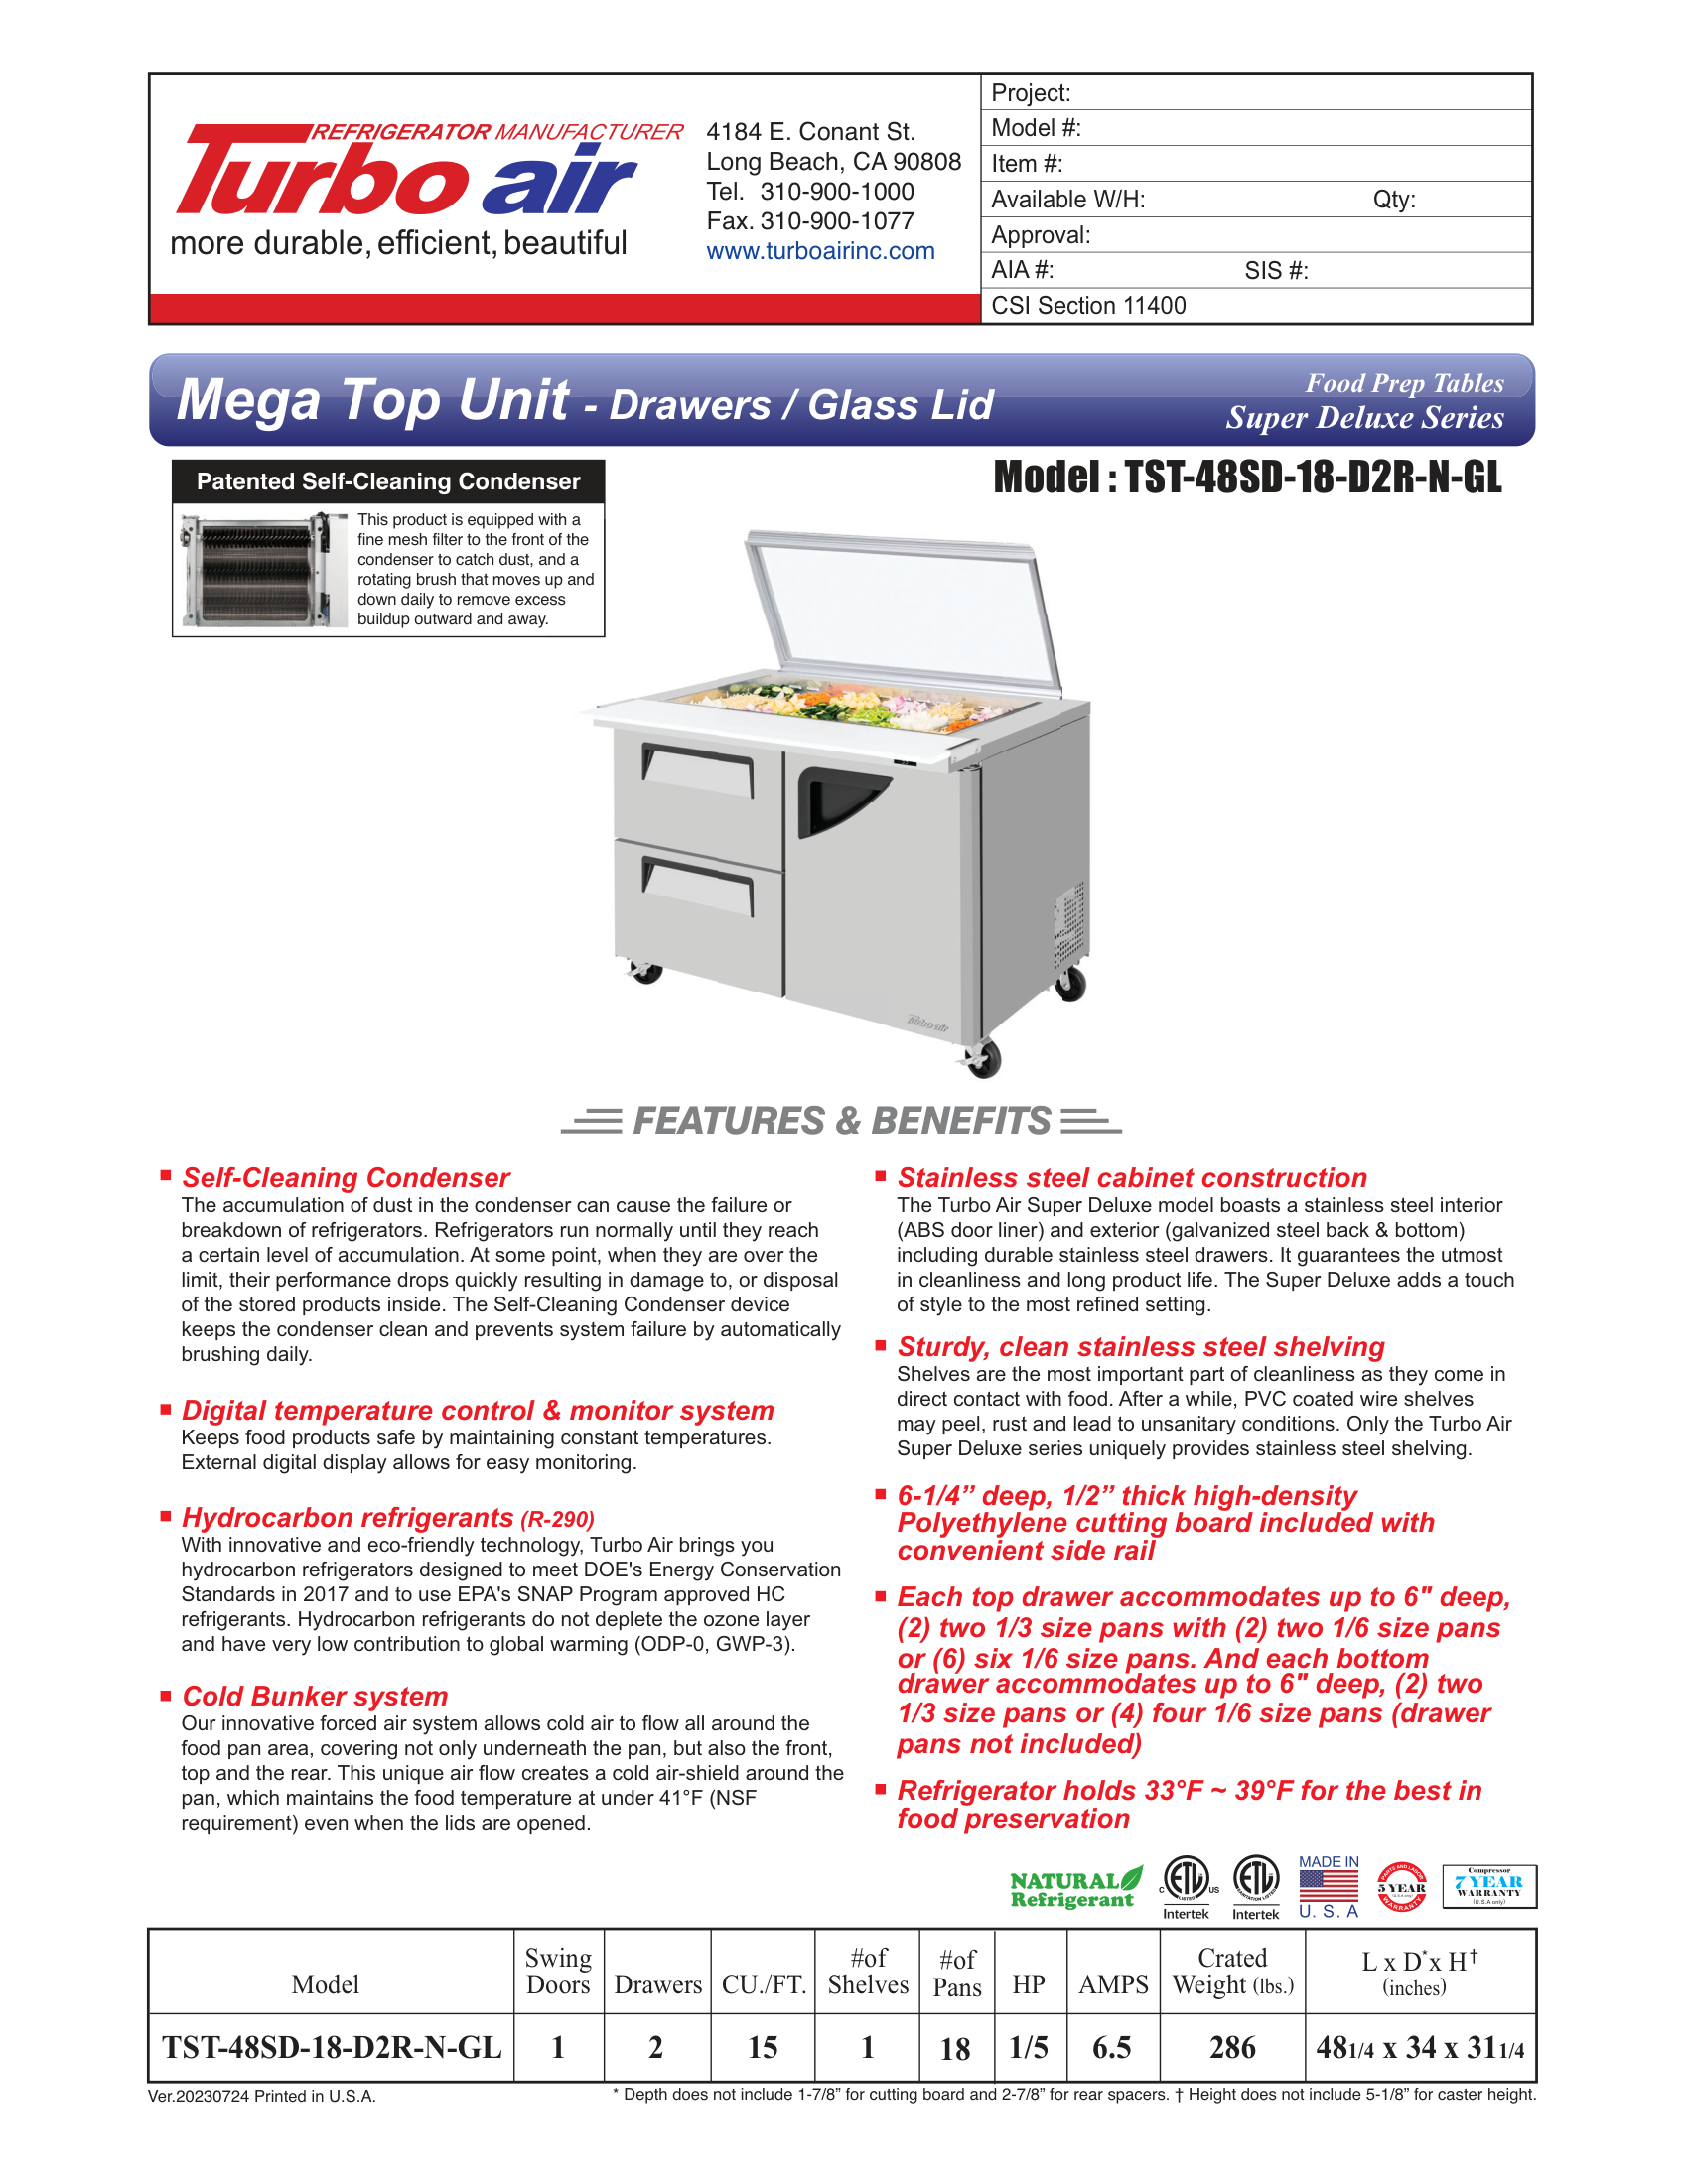 REFRIGERATOR MANUFACTURER
Turbo air
more durable, efficient, beautiful
4184 E. Conant St.
Long Beach, CA 90808
Tel. 310-900-1000
Fax. 310-900-1077
www.turboairinc.com
Project:
Model #:
Item #:
Available W/H: Qty:
Approval:
AIA #: SIS #:
CSI Section 11400
Mega Top Unit - Drawers / Glass Lid
Food Prep Tables
Super Deluxe Series
Patented Self-Cleaning Condenser
This product is equipped with a
fine mesh filter to the front of the
condenser to catch dust, and a
rotating brush that moves up and
down daily to remove excess
buildup outward and away.
Model : TST-48SD-18-D2R-N-GL
Turbo air
FEATURES & BENEFITS
▪ Self-Cleaning Condenser
The accumulation of dust in the condenser can cause the failure or
breakdown of refrigerators. Refrigerators run normally until they reach
a certain level of accumulation. At some point, when they are over the
limit, their performance drops quickly resulting in damage to, or disposal
of the stored products inside. The Self-Cleaning Condenser device
keeps the condenser clean and prevents system failure by automatically
brushing daily.
▪ Digital temperature control & monitor system
Keeps food products safe by maintaining constant temperatures.
External digital display allows for easy monitoring.
▪ Hydrocarbon refrigerants (R-290)
With innovative and eco-friendly technology, Turbo Air brings you
hydrocarbon refrigerators designed to meet DOE's Energy Conservation
Standards in 2017 and to use EPA's SNAP Program approved HC
refrigerants. Hydrocarbon refrigerants do not deplete the ozone layer
and have very low contribution to global warming (ODP-0, GWP-3).
▪ Cold Bunker system
Our innovative forced air system allows cold air to flow all around the
food pan area, covering not only underneath the pan, but also the front,
top and the rear. This unique air flow creates a cold air-shield around the
pan, which maintains the food temperature at under 41°F (NSF
requirement) even when the lids are opened.
▪ Stainless steel cabinet construction
The Turbo Air Super Deluxe model boasts a stainless steel interior
(ABS door liner) and exterior (galvanized steel back & bottom)
including durable stainless steel drawers. It guarantees the utmost
in cleanliness and long product life. The Super Deluxe adds a touch
of style to the most refined setting.
▪ Sturdy, clean stainless steel shelving
Shelves are the most important part of cleanliness as they come in
direct contact with food. After a while, PVC coated wire shelves
may peel, rust and lead to unsanitary conditions. Only the Turbo Air
Super Deluxe series uniquely provides stainless steel shelving.
▪ 6-1/4” deep, 1/2” thick high-density
Polyethylene cutting board included with
convenient side rail
▪ Each top drawer accommodates up to 6" deep,
(2) two 1/3 size pans with (2) two 1/6 size pans
or (6) six 1/6 size pans. And each bottom
drawer accommodates up to 6" deep, (2) two
1/3 size pans or (4) four 1/6 size pans (drawer
pans not included)
▪ Refrigerator holds 33°F ~ 39°F for the best in
food preservation
NATURAL
Refrigerant
C ETL US
LISTED
Intertek
ETL
SANITATION LISTED
Intertek
MADE IN
U. S. A
PARTS AND LABOR
5 YEAR
(U.S.A only)
WARRANTY
Compressor
7 YEAR
WARRANTY
(U.S.A only)
Model Swing Doors Drawers CU./FT. #of Shelves #of Pans HP AMPS Crated Weight (lbs.) L x D* x H† (inches)
TST-48SD-18-D2R-N-GL 1 2 15 1 18 1/5 6.5 286 48 1/4 x 34 x 31 1/4
Ver.20230724 Printed in U.S.A.
* Depth does not include 1-7/8” for cutting board and 2-7/8” for rear spacers. † Height does not include 5-1/8” for caster height.